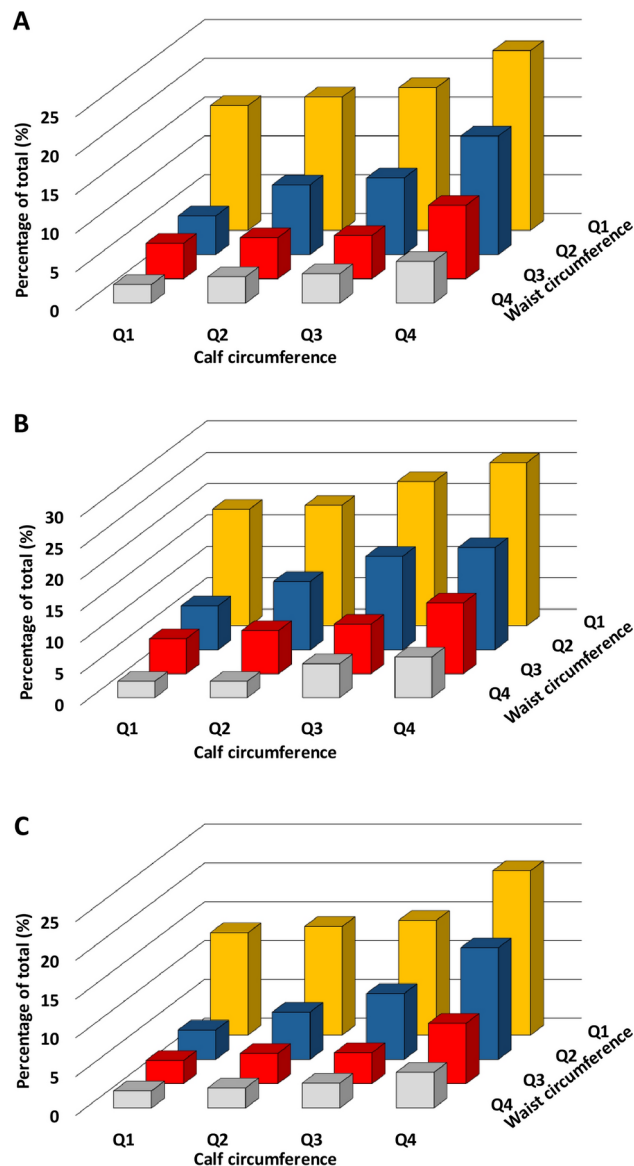 A
Percentage of total (%)
25
20
15
10
5
0
Q1
Q2
Q3
Q4
Calf circumference
Q1
Q2
Q3
Q4
Waist circumference
B
Percentage of total (%)
30
25
20
15
10
5
0
Q1
Q2
Q3
Q4
Calf circumference
Q1
Q2
Q3
Q4
Waist circumference
C
Percentage of total (%)
25
20
15
10
5
0
Q1
Q2
Q3
Q4
Calf circumference
Q1
Q2
Q3
Q4
Waist circumference